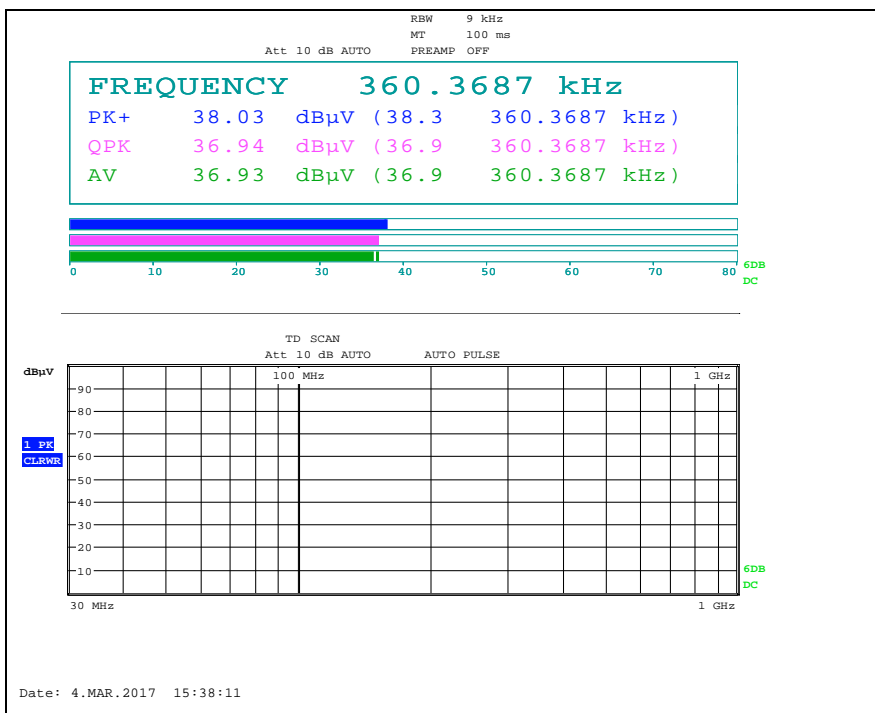 RBW 9 kHz
MT 100 ms
Att 10 dB AUTO PREAMP OFF
FREQUENCY 360.3687 kHz
PK+ 38.03 dBµV (38.3 360.3687 kHz)
QPK 36.94 dBµV (36.9 360.3687 kHz)
AV 36.93 dBµV (36.9 360.3687 kHz)
0 10 20 30 40 50 60 70 80
6DB
DC
TD SCAN
Att 10 dB AUTO AUTO PULSE
dBµV
100 MHz 1 GHz
90
80
70
1 PK
CLRWR
60
50
40
30
20
10
6DB
DC
30 MHz 1 GHz
Date: 4.MAR.2017 15:38:11